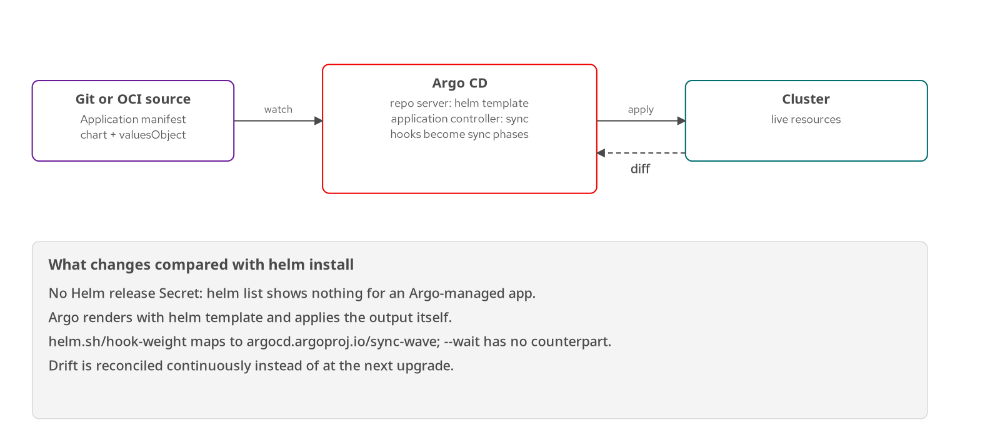 Git or OCI source
Application manifest
chart + valuesObject
watch
Argo CD
repo server: helm template
application controller: sync
hooks become sync phases
apply
diff
Cluster
live resources
What changes compared with helm install
No Helm release Secret: helm list shows nothing for an Argo-managed app.
Argo renders with helm template and applies the output itself.
helm.sh/hook-weight maps to argocd.argoproj.io/sync-wave; --wait has no counterpart.
Drift is reconciled continuously instead of at the next upgrade.